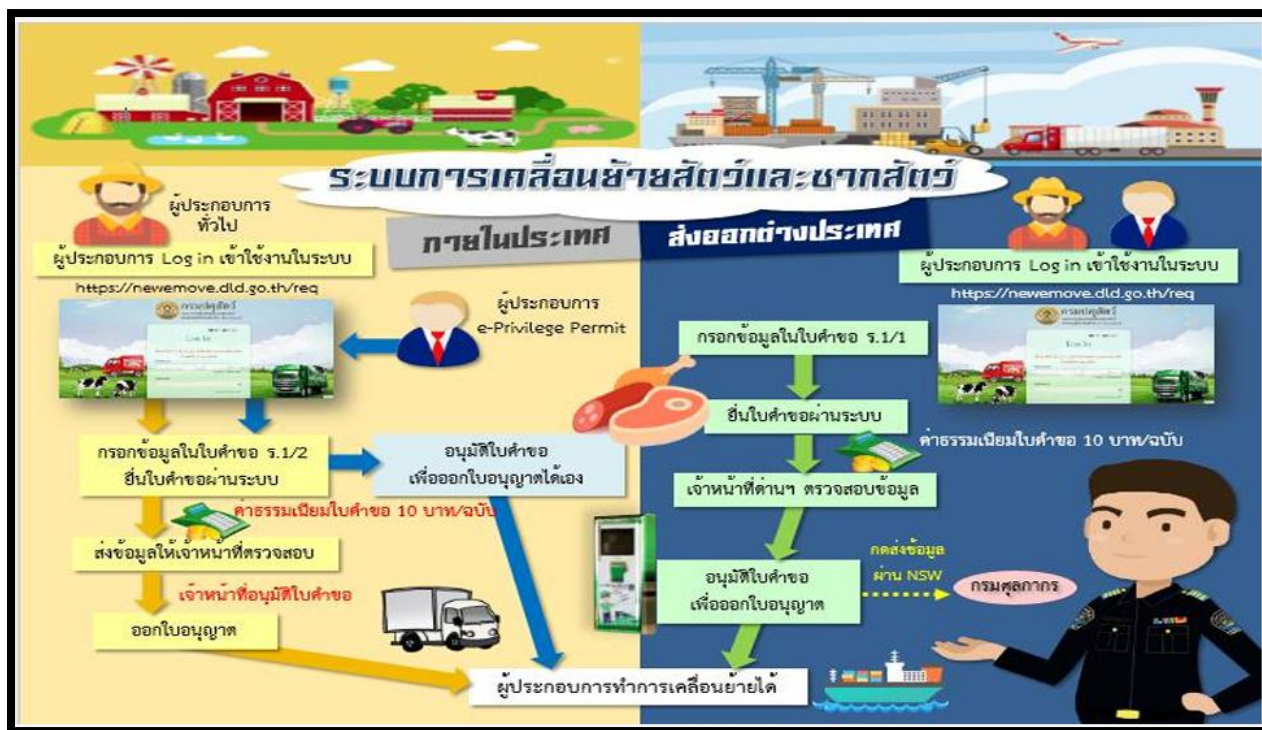 ระบบการเคลื่อนย้ายสัตว์และซากสัตว์
ภายในประเทศ
ผู้ประกอบการ
ทั่วไป
ผู้ประกอบการ Log in เข้าใช้งานในระบบ
https://newemove.dld.go.th/req
กรมปศุสัตว์
Log In
ผู้ประกอบการ
e-Privilege Permit
กรอกข้อมูลในใบคำขอ ร.1/2
ยื่นใบคำขอผ่านระบบ
อนุมัติใบคำขอ
เพื่อออกใบอนุญาตได้เอง
ค่าธรรมเนียมใบคำขอ 10 บาท/ฉบับ
ส่งข้อมูลให้เจ้าหน้าที่ตรวจสอบ
เจ้าหน้าที่อนุมัติใบคำขอ
ออกใบอนุญาต
ส่งออกต่างประเทศ
ผู้ประกอบการ Log in เข้าใช้งานในระบบ
https://newemove.dld.go.th/req
กรมปศุสัตว์
Log In
กรอกข้อมูลในใบคำขอ ร.1/1
ยื่นใบคำขอผ่านระบบ
ค่าธรรมเนียมใบคำขอ 10 บาท/ฉบับ
เจ้าหน้าที่ด่านฯ ตรวจสอบข้อมูล
อนุมัติใบคำขอ
เพื่อออกใบอนุญาต
กดส่งข้อมูล
ผ่าน NSW
กรมศุลกากร
ผู้ประกอบการทำการเคลื่อนย้ายได้